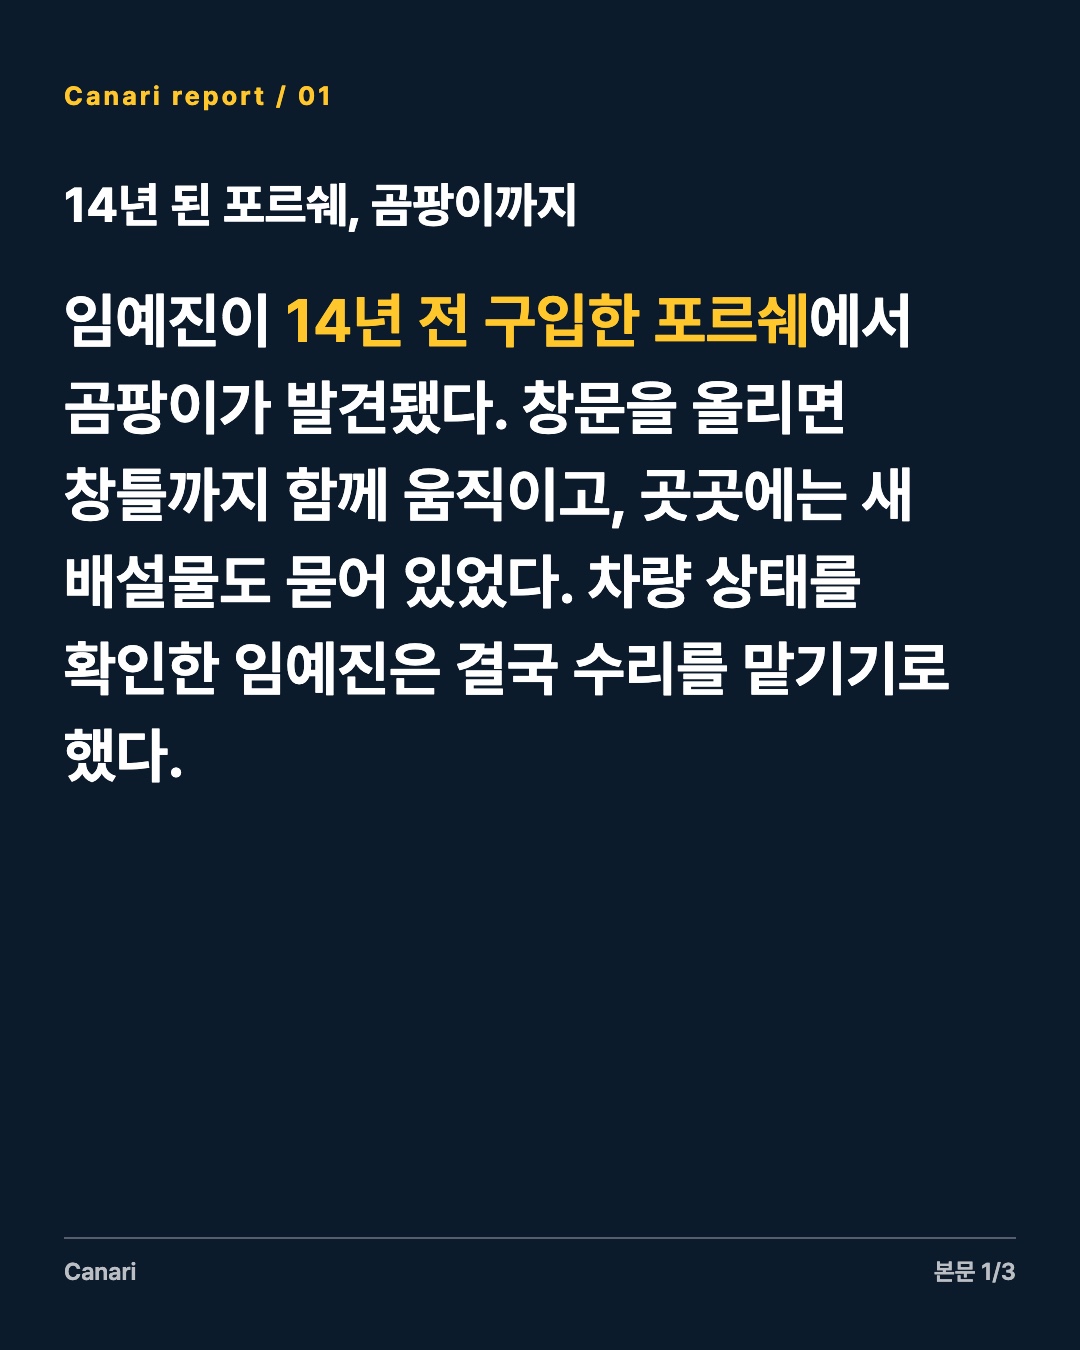 Canari report / 01
14년 된 포르쉐, 곰팡이까지
임예진이 14년 전 구입한 포르쉐에서
곰팡이가 발견됐다. 창문을 올리면
창틀까지 함께 움직이고, 곳곳에는 새
배설물도 묻어 있었다. 차량 상태를
확인한 임예진은 결국 수리를 맡기기로
했다.
Canari
본문 1/3